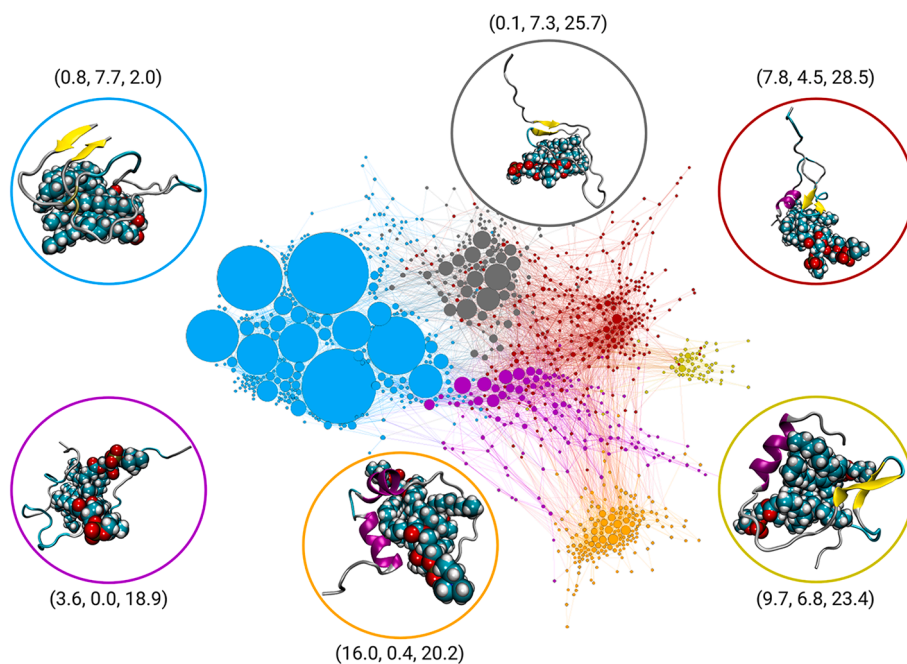 (0.1, 7.3, 25.7)
(0.8, 7.7, 2.0)
(7.8, 4.5, 28.5)
(3.6, 0.0, 18.9)
(9.7, 6.8, 23.4)
(16.0, 0.4, 20.2)